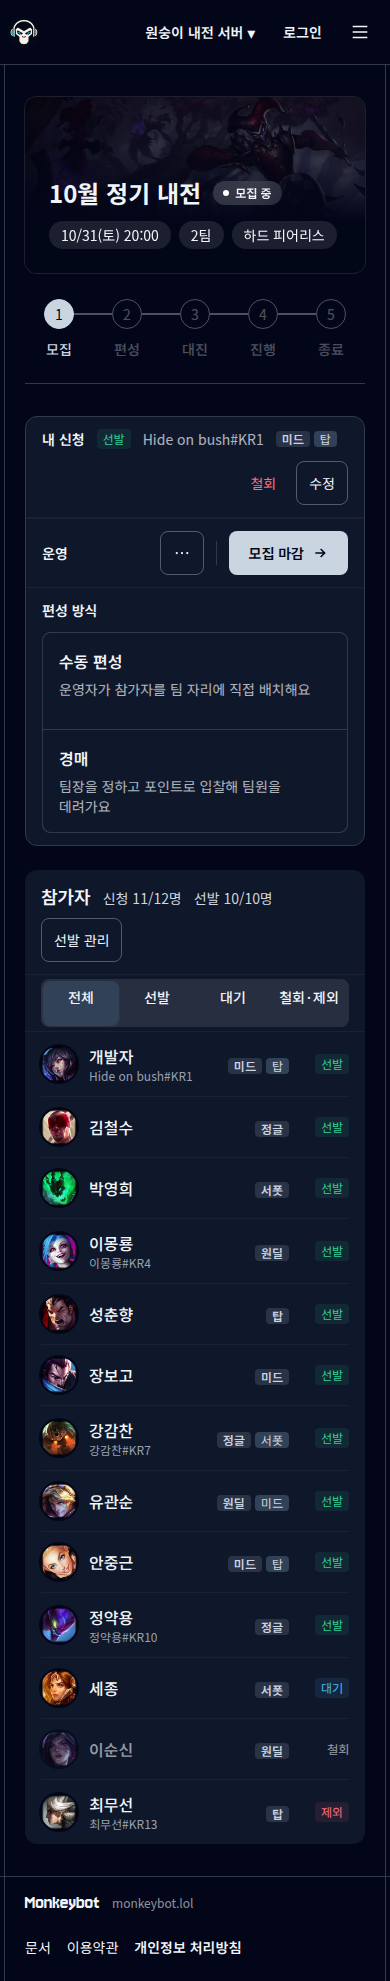 원숭이 내전 서버 ▾ 로그인
10월 정기 내전 모집 중
10/31(토) 20:00 2팀 하드 피어리스
1 2 3 4 5
모집 편성 대진 진행 종료
내 신청 선발 Hide on bush#KR1 미드 탑
철회 수정
운영 ··· 모집 마감 →
편성 방식
수동 편성
운영자가 참가자를 팀 자리에 직접 배치해요
경매
팀장을 정하고 포인트로 입찰해 팀원을
데려가요
참가자 신청 11/12명 선발 10/10명
선발 관리
전체 선발 대기 철회·제외
개발자 미드 탑 선발
Hide on bush#KR1
김철수 정글 선발
박영희 서폿 선발
이몽룡 원딜 선발
이몽룡#KR4
성춘향 탑 선발
장보고 미드 선발
강감찬 정글 서폿 선발
강감찬#KR7
유관순 원딜 미드 선발
안중근 미드 탑 선발
정약용 정글 선발
정약용#KR10
세종 서폿 대기
이순신 원딜 철회
최무선 탑 제외
최무선#KR13
Monkeybot monkeybot.lol
문서 이용약관 개인정보 처리방침